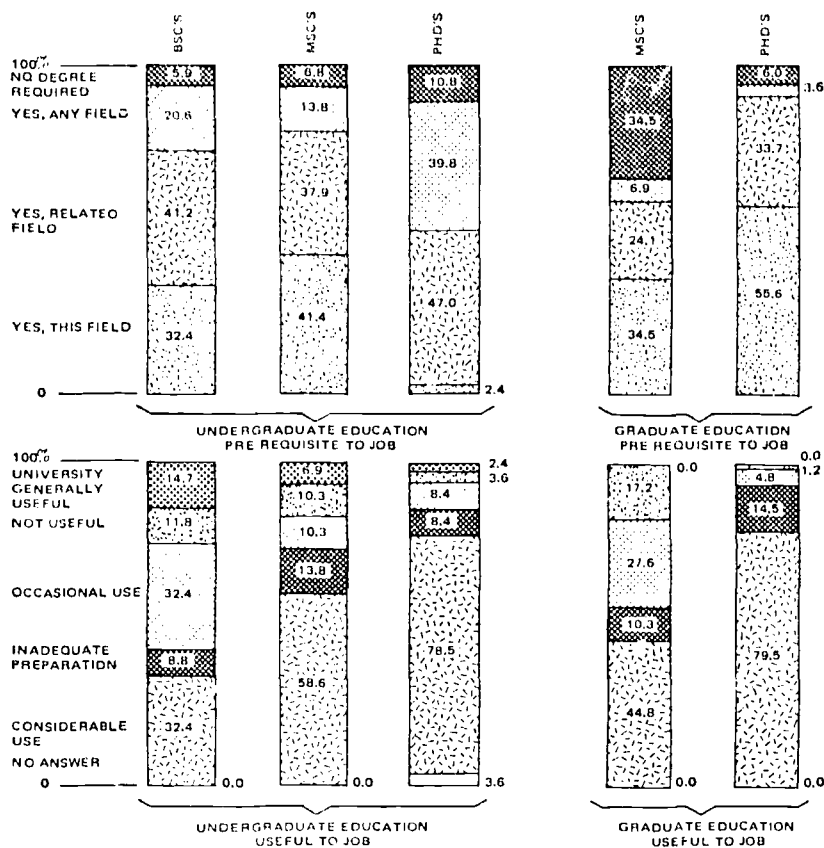 BSC'S
MSC'S
PHD'S
MSC'S
PHD'S
100%
NO DEGREE
REQUIRED
5.9
6.8
10.8
34.5
6.0
3.6
YES, ANY FIELD
20.6
13.8
39.8
6.9
33.7
YES, RELATED
FIELD
41.2
37.9
24.1
YES, THIS FIELD
32.4
41.4
47.0
34.5
55.6
0
2.4
UNDERGRADUATE EDUCATION
PRE REQUISITE TO JOB
GRADUATE EDUCATION
PRE REQUISITE TO JOB
100%
UNIVERSITY
GENERALLY
USEFUL
14.7
6.9
2.4
3.6
17.2
0.0
0.0
1.2
4.8
NOT USEFUL
11.8
10.3
8.4
14.5
OCCASIONAL USE
32.4
10.3
8.4
27.6
INADEQUATE
PREPARATION
8.8
13.8
10.3
CONSIDERABLE
USE
32.4
58.6
78.5
44.8
79.5
NO ANSWER
0
0.0
0.0
3.6
0.0
0.0
UNDERGRADUATE EDUCATION
USEFUL TO JOB
GRADUATE EDUCATION
USEFUL TO JOB